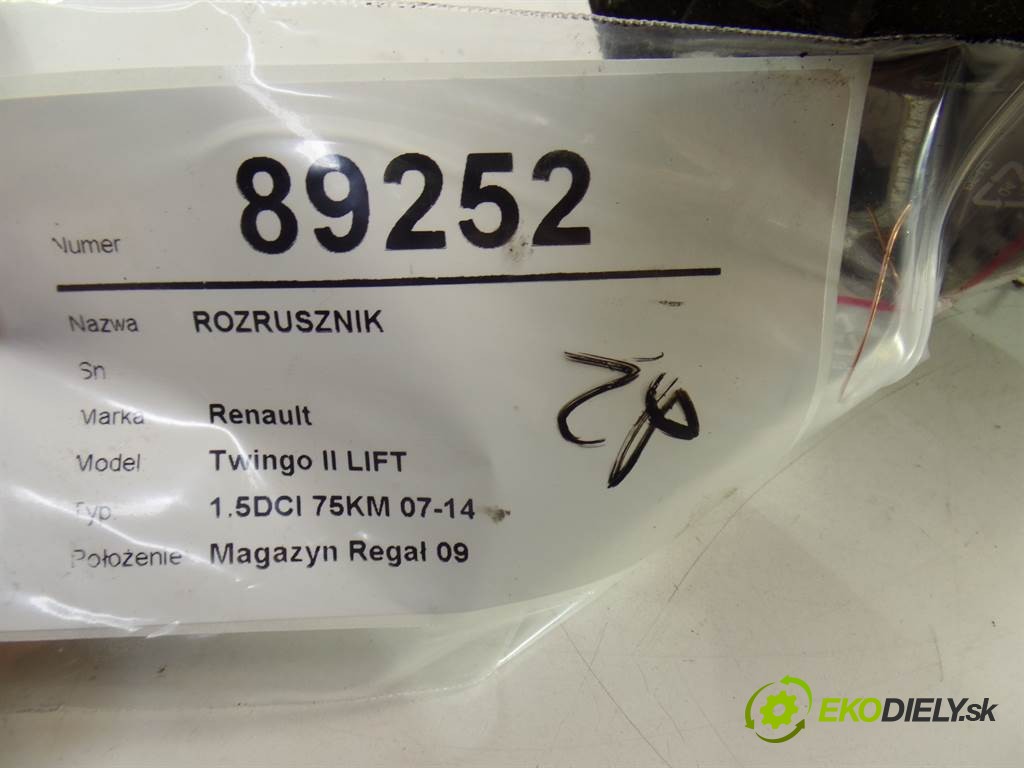 Numer 89252
Nazwa ROZRUSZNIK
Sn
Marka Renault
Model Twingo II LIFT
Typ. 1.5DCI 75KM 07-14
Położenie Magazyn Regał 09
EKODIELY.sk